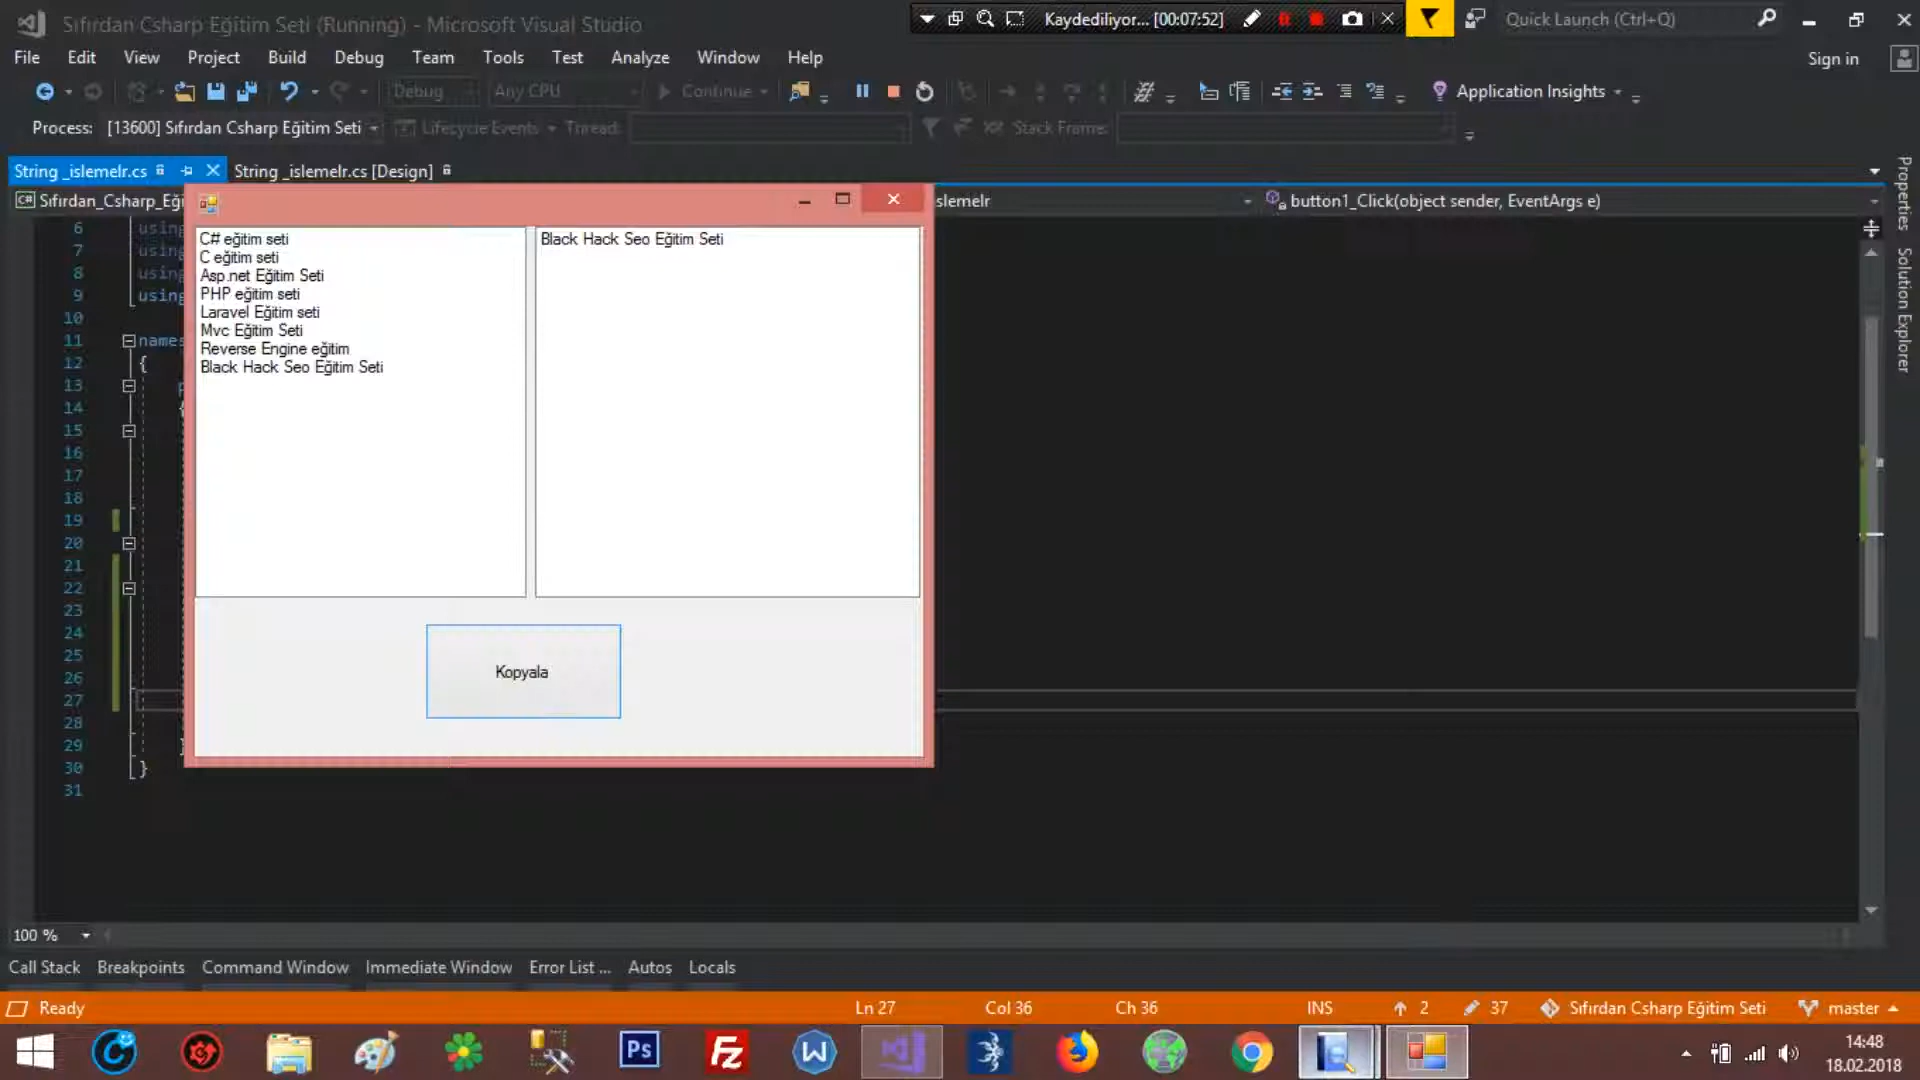 Sıfırdan Csharp Eğitim Seti (Running) - Microsoft Visual Studio
Kaydediliyor... [00:07:52]
Quick Launch (Ctrl+Q)
File Edit View Project Build Debug Team Tools Test Analyze Window Help
Sign in
Debug Any CPU Continue Application Insights
Process: [13600] Sıfırdan Csharp Eğitim Seti Lifecycle Events Thread: Stack Frame:
String _islemelr.cs String _islemelr.cs [Design]
Sıfırdan_Csharp_Eği
slemelr
button1_Click(object sender, EventArgs e)
Properties
Solution Explorer
6 using
7 using
8 using
9 using
10
11 names
12 {
13
14
15
16
17
18
19
20
21
22
23
24
25
26
27
28
29
30 }
31
C# eğitim seti
C eğitim seti
Asp.net Eğitim Seti
PHP eğitim seti
Laravel Eğitim seti
Mvc Eğitim Seti
Reverse Engine eğitim
Black Hack Seo Eğitim Seti
Black Hack Seo Eğitim Seti
Kopyala
100 %
Call Stack Breakpoints Command Window Immediate Window Error List ... Autos Locals
Ready Ln 27 Col 36 Ch 36 INS 2 37 Sıfırdan Csharp Eğitim Seti master
Ps
Fz
W
14:48
18.02.2018